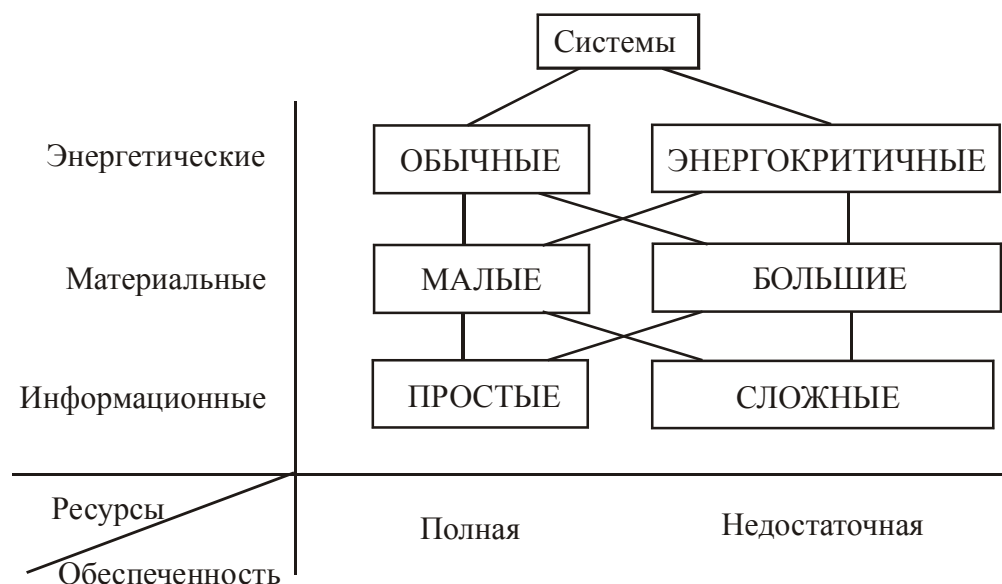 Системы
Энергетические ОБЫЧНЫЕ ЭНЕРГОКРИТИЧНЫЕ
Материальные МАЛЫЕ БОЛЬШИЕ
Информационные ПРОСТЫЕ СЛОЖНЫЕ
Ресурсы
Полная Недостаточная
Обеспеченность